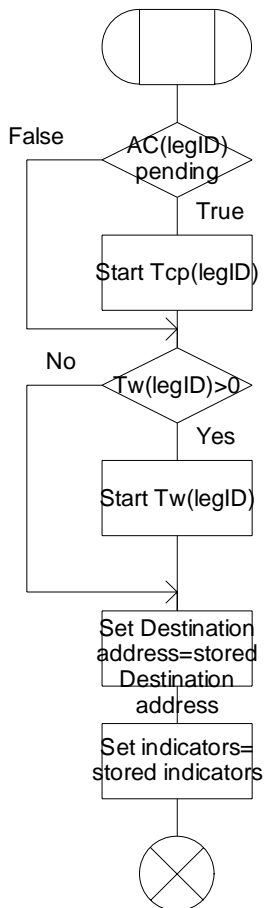 False
AC(legID)
pending
True
Start Tcp(legID)
No
Tw(legID)>0
Yes
Start Tw(legID)
Set Destination
address=stored
Destination
address
Set indicators=
stored indicators